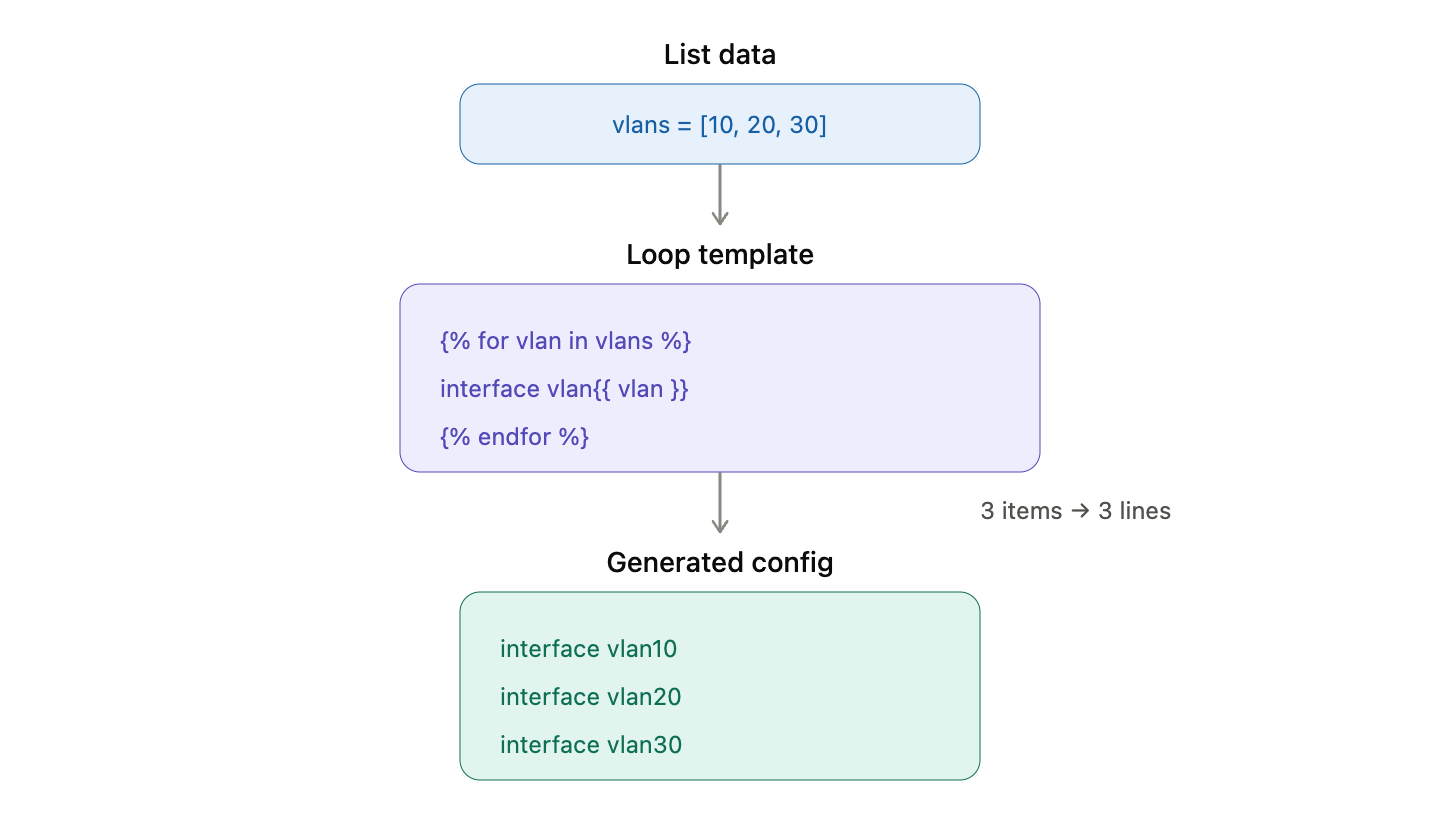 List data
vlans = [10, 20, 30]
Loop template
{% for vlan in vlans %}
interface vlan{{ vlan }}
{% endfor %}
3 items → 3 lines
Generated config
interface vlan10
interface vlan20
interface vlan30